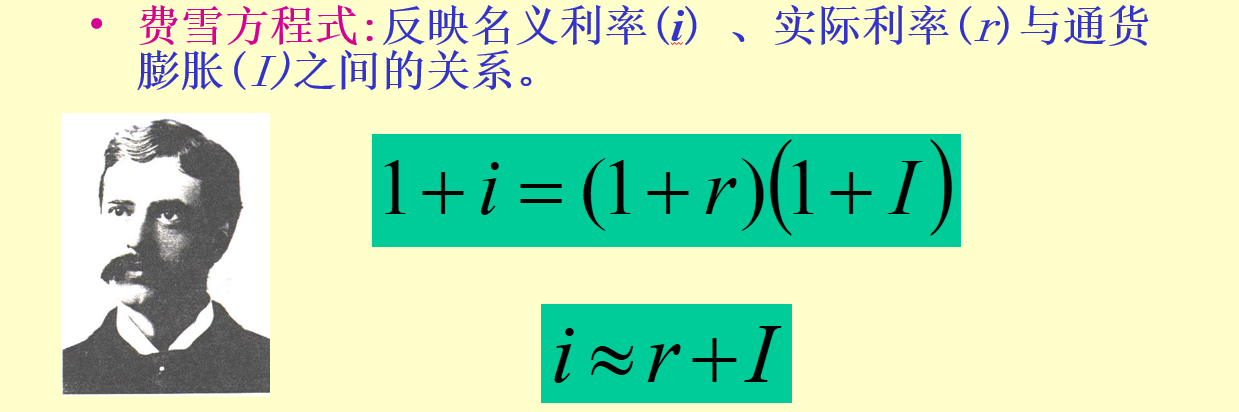 • 费雪方程式:反映名义利率(i) 、实际利率(r)与通货
膨胀(I)之间的关系。
1+i=(1+r)(1+I)
i≈r+I